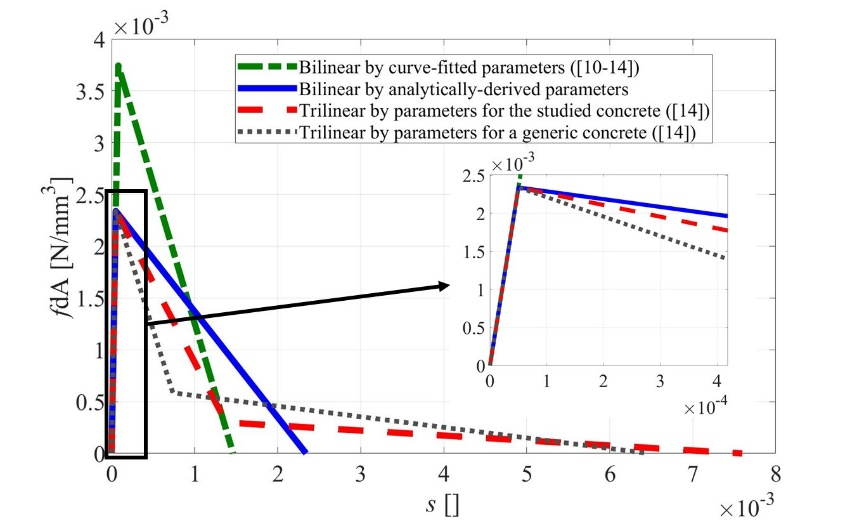 ×10⁻³
4
3.5
3
2.5
2
1.5
1
0.5
0
fdA [N/mm³]
Bilinear by curve-fitted parameters ([10-14])
Bilinear by analytically-derived parameters
Trilinear by parameters for the studied concrete ([14])
Trilinear by parameters for a generic concrete ([14])
×10⁻³
2.5
2
1.5
1
0.5
0
0 1 2 3 4
×10⁻⁴
0 1 2 3 4 5 6 7 8
s []
×10⁻³